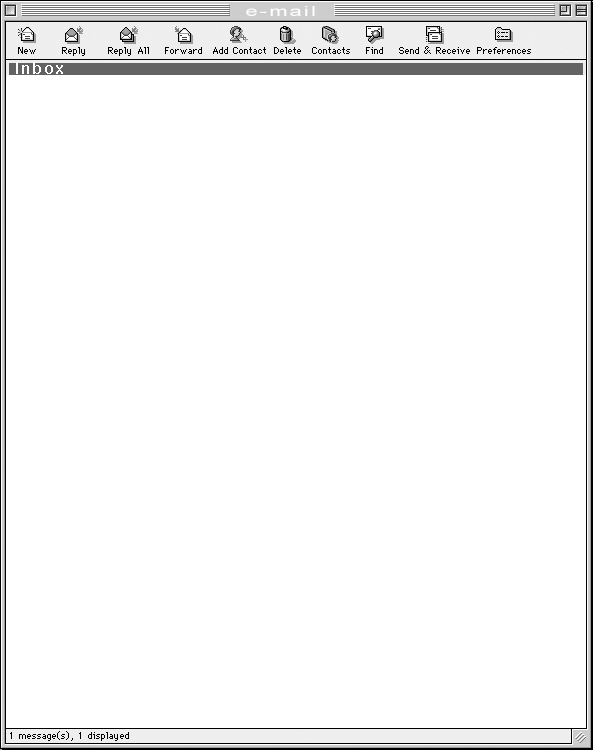 e-mail
New Reply Reply All Forward Add Contact Delete Contacts Find Send & Receive Preferences
Inbox
1 message(s), 1 displayed